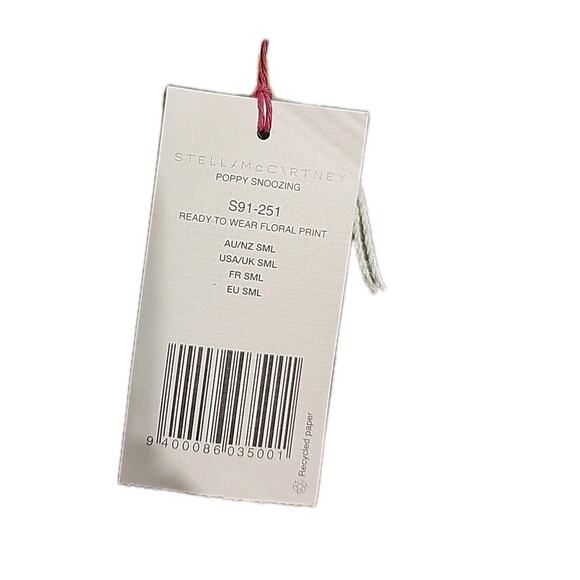 STELLA McCARTNEY
POPPY SNOOZING
S91-251
READY TO WEAR FLORAL PRINT
AU/NZ SML
USA/UK SML
FR SML
EU SML
9 400086 035001
Recycled paper